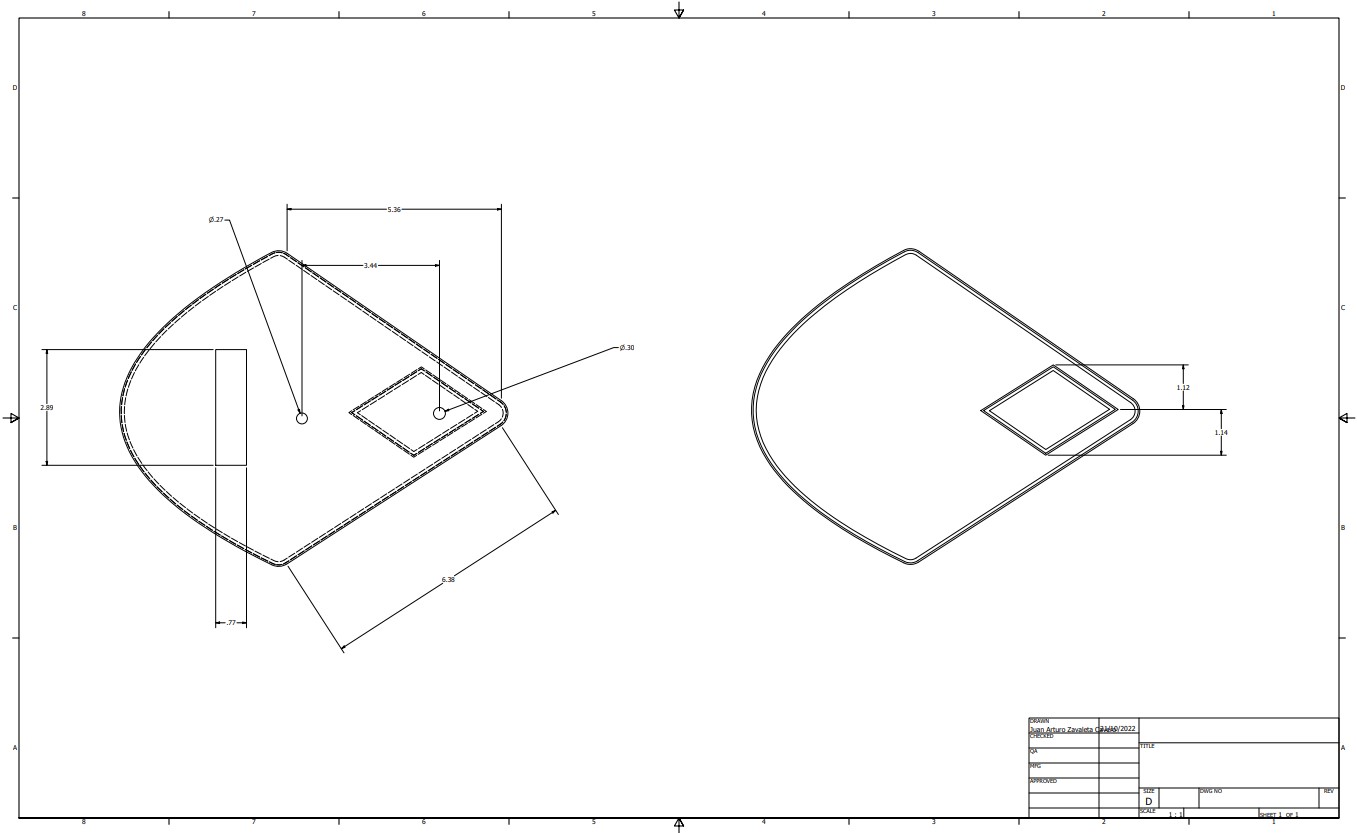 8 7 6 5 4 3 2 1
D D
5.36
Ø.27
3.44
C C
Ø.30
1.12
2.89
1.14
B B
6.38
.77
DRAWN
Juan Arturo Zavaleta 21/10/2022
CHECKED
QA
TITLE
A A
MFG
APPROVED
SIZE DWG NO REV
D
SCALE 1 : 1 SHEET 1 OF 1
8 7 6 5 4 3 2 1